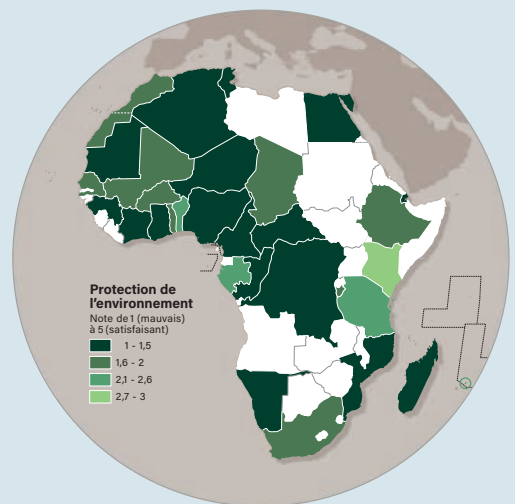 Protection de
l'environnement
Note de 1 (mauvais)
à 5 (satisfaisant)
1 - 1,5
1,6 - 2
2,1 - 2,6
2,7 - 3